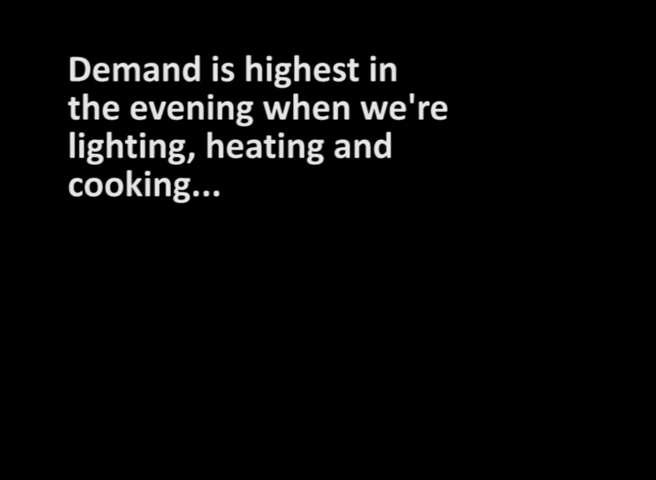 Demand is highest in
the evening when we're
lighting, heating and
cooking...